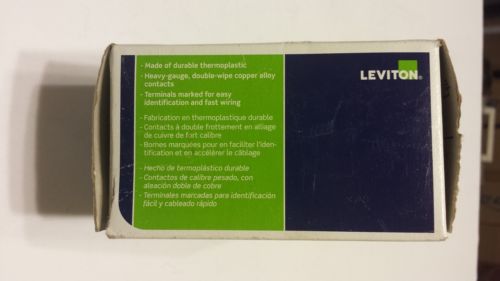 - Made of durable thermoplastic
- Heavy-gauge, double-wipe copper alloy
contacts
- Terminals marked for easy
identification and fast wiring
- Fabrication en thermoplastique durable
- Contacts à double frottement en alliage
de cuivre de fort calibre
- Bornes marquées pour en faciliter l'iden-
tification et en accélérer le câblage
- Hecho de termoplástico durable
- Contactos de calibre pesado, con
aleación doble de cobre
- Terminales marcadas para identificación
fácil y cableado rápido
LEVITON®